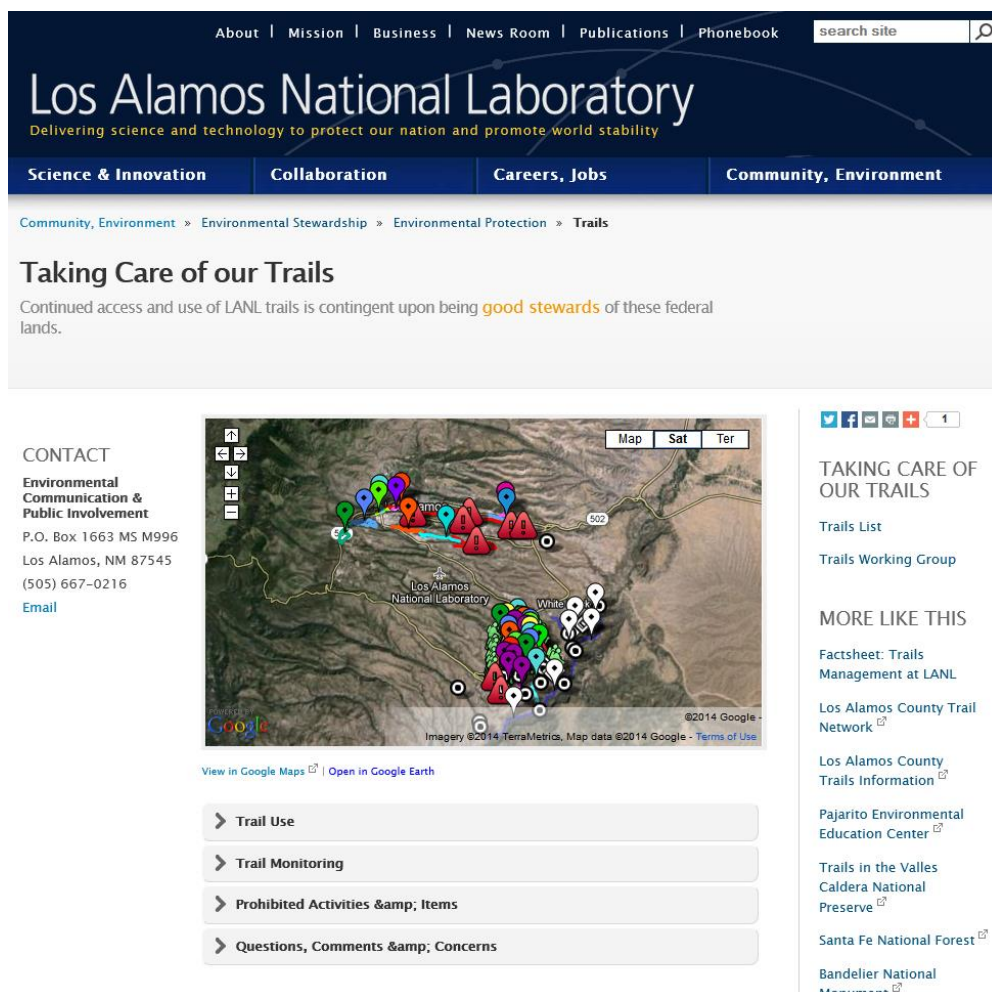 About | Mission | Business | News Room | Publications | Phonebook
search site
Los Alamos National Laboratory
Delivering science and technology to protect our nation and promote world stability
Science & Innovation Collaboration Careers, Jobs Community, Environment
Community, Environment » Environmental Stewardship » Environmental Protection » Trails
Taking Care of our Trails
Continued access and use of LANL trails is contingent upon being good stewards of these federal
lands.
CONTACT
Environmental
Communication &
Public Involvement
P.O. Box 1663 MS M996
Los Alamos, NM 87545
(505) 667-0216
Email
Map Sat Ter
502
Los Alamos
National Laboratory
White
POWERED BY
Google
©2014 Google -
Imagery ©2014 TerraMetrics, Map data ©2014 Google - Terms of Use
View in Google Maps | Open in Google Earth
Trail Use
Trail Monitoring
Prohibited Activities &amp; Items
Questions, Comments &amp; Concerns
1
TAKING CARE OF
OUR TRAILS
Trails List
Trails Working Group
MORE LIKE THIS
Factsheet: Trails
Management at LANL
Los Alamos County Trail
Network
Los Alamos County
Trails Information
Pajarito Environmental
Education Center
Trails in the Valles
Caldera National
Preserve
Santa Fe National Forest
Bandelier National
Monument